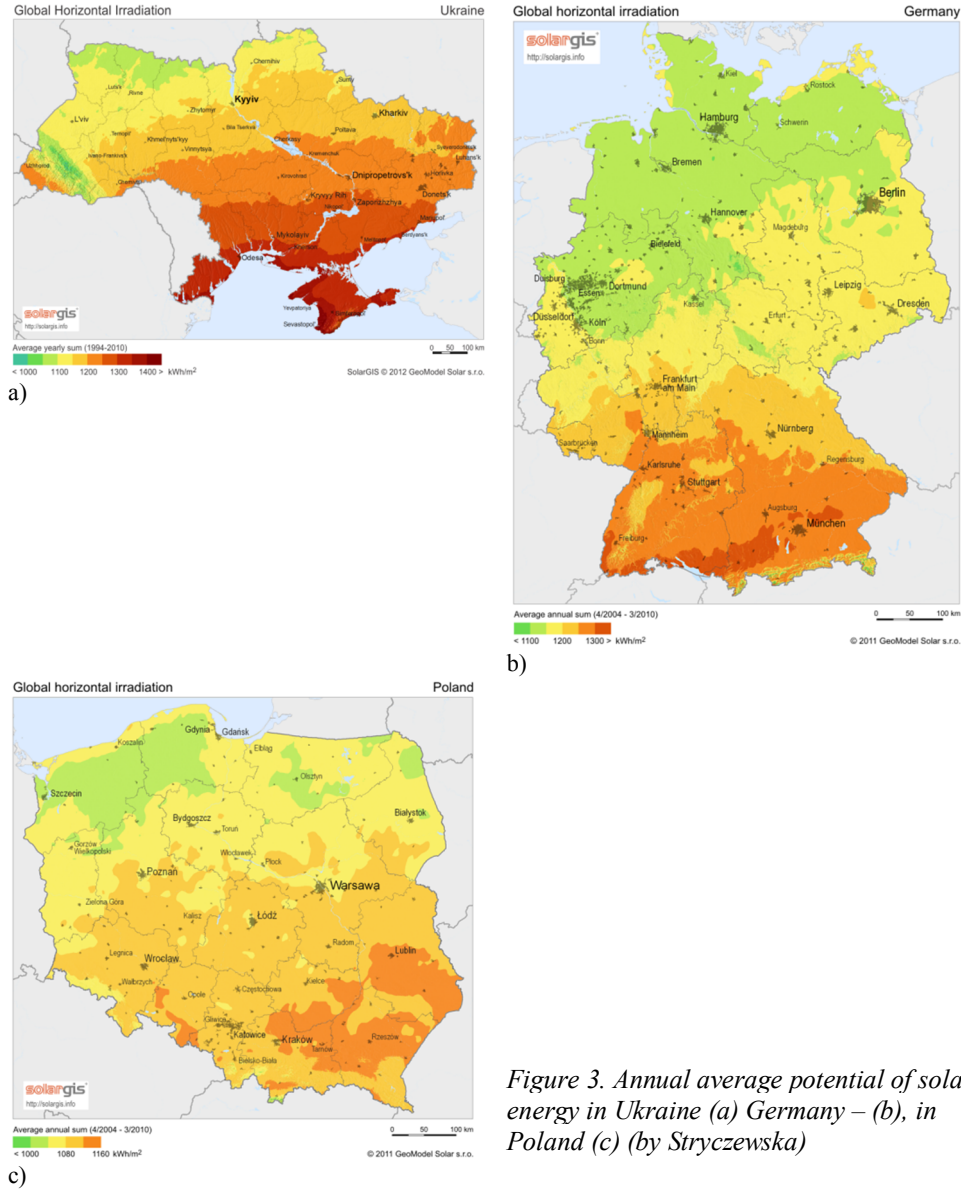 Global Horizontal Irradiation Ukraine
Chernihiv
Luts'k
Rivne
Sumy
Kyyiv
Zhytomyr
L'viv
Kharkiv
Bila Tserkva
Poltava
Ternopil'
Khmel'nyts'kyy
Cherkasy
Vinnytsya
Ivano-Frankivs'k
Uzhhorod
Kremenchuk
Luhans'k
Chernivtsi
Kirovohrad
Dnipropetrovs'k
Horlivka
Donets'k
Kryvyy Rih
Zaporizhzhya
Nikopol'
Mariupol'
Mykolayiv
Berdyans'k
Kherson
Odesa
Yevpatoriya
Sevastopol'
solargis
http://solargis.info
Average yearly sum (1994-2010) 0 50 100 km
< 1000 1100 1200 1300 1400 > kWh/m2
SolarGIS © 2012 GeoModel Solar s.r.o.
a)
Global horizontal irradiation Germany
solargis
http://solargis.info
Kiel
Rostock
Hamburg
Schwerin
Bremen
Berlin
Hannover
Magdeburg
Bielefeld
Duisburg
Dortmund
Essen
Leipzig
Kassel
Düsseldorf
Dresden
Köln
Erfurt
Bonn
Frankfurt
am Main
Nürnberg
Mannheim
Saarbrücken
Regensburg
Karlsruhe
Stuttgart
Augsburg
München
Freiburg
Average annual sum (4/2004 - 3/2010) 0 50 100 km
< 1100 1200 1300 > kWh/m2
© 2011 GeoModel Solar s.r.o.
b)
Global horizontal irradiation Poland
Gdynia
Gdańsk
Koszalin
Elbląg
Olsztyn
Szczecin
Białystok
Bydgoszcz
Toruń
Gorzów
Wielkopolski
Włocławek
Płock
Poznań
Warsawa
Zielona Góra
Kalisz
Łódź
Radom
Legnica
Lublin
Wrocław
Wałbrzych
Kielce
Opole
Częstochowa
Gliwice
Katowice
Kraków
Tarnów
Rzeszów
Bielsko-Biała
solargis
http://solargis.info
Average annual sum (4/2004 - 3/2010) 0 50 100 km
< 1000 1080 1160 kWh/m2
© 2011 GeoModel Solar s.r.o.
c)
Figure 3. Annual average potential of sola
energy in Ukraine (a) Germany – (b), in
Poland (c) (by Stryczewska)